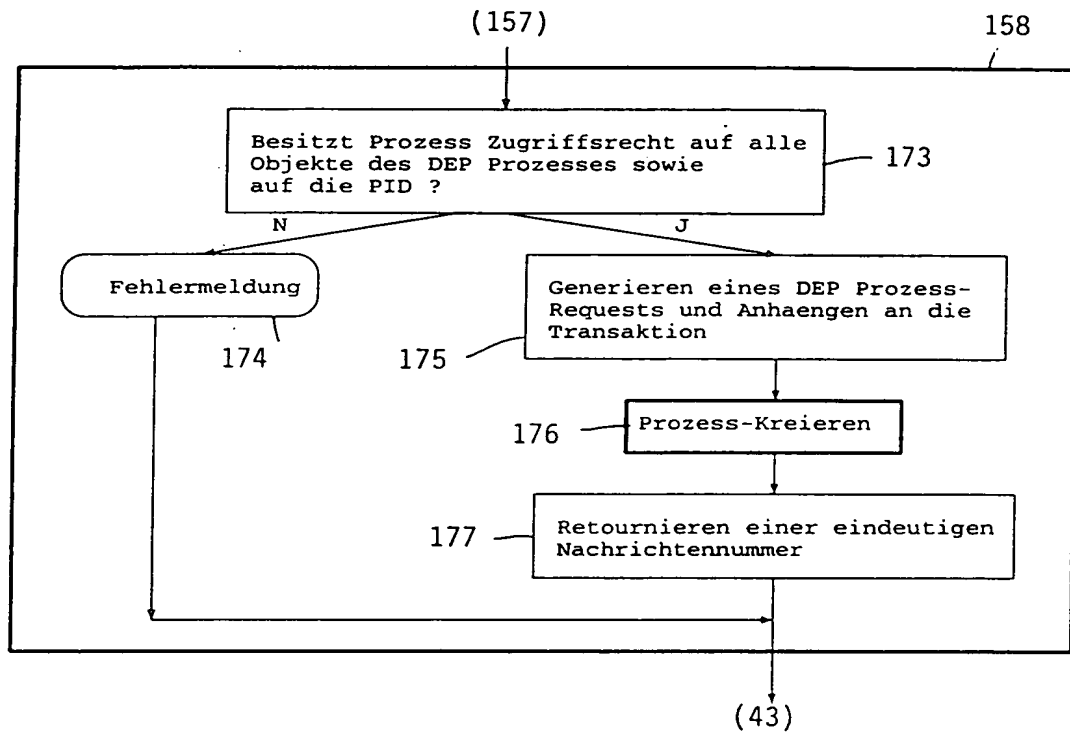 (157)
158
Besitzt Prozess Zugriffsrecht auf alle
Objekte des DEP Prozesses sowie
auf die PID ?
173
N
J
Fehlermeldung
174
Generieren eines DEP Prozess-
Requests und Anhaengen an die
Transaktion
175
Prozess-Kreieren
176
Retournieren einer eindeutigen
Nachrichtennummer
177
(43)